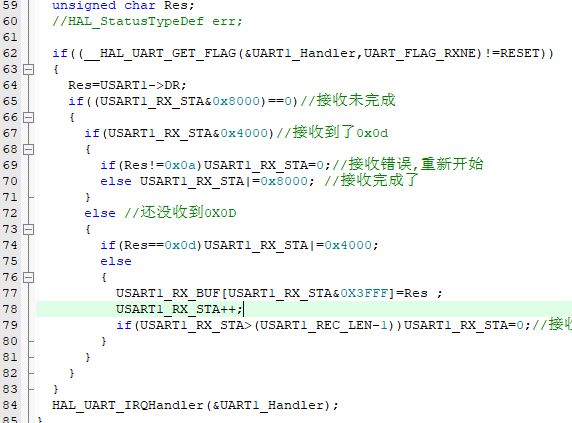 59 unsigned char Res;
60 //HAL_StatusTypeDef err;
61
62 if((__HAL_UART_GET_FLAG(&UART1_Handler,UART_FLAG_RXNE)!=RESET))
63 {
64 Res=USART1->DR;
65 if((USART1_RX_STA&0x8000)==0)//接收未完成
66 {
67 if(USART1_RX_STA&0x4000)//接收到了0x0d
68 {
69 if(Res!=0x0a)USART1_RX_STA=0;//接收错误,重新开始
70 else USART1_RX_STA|=0x8000; //接收完成了
71 }
72 else //还没收到0X0D
73 {
74 if(Res==0x0d)USART1_RX_STA|=0x4000;
75 else
76 {
77 USART1_RX_BUF[USART1_RX_STA&0X3FFF]=Res ;
78 USART1_RX_STA++;
79 if(USART1_RX_STA>(USART1_REC_LEN-1))USART1_RX_STA=0;//接
80 }
81 }
82 }
83 }
84 HAL_UART_IRQHandler(&UART1_Handler);
85 }